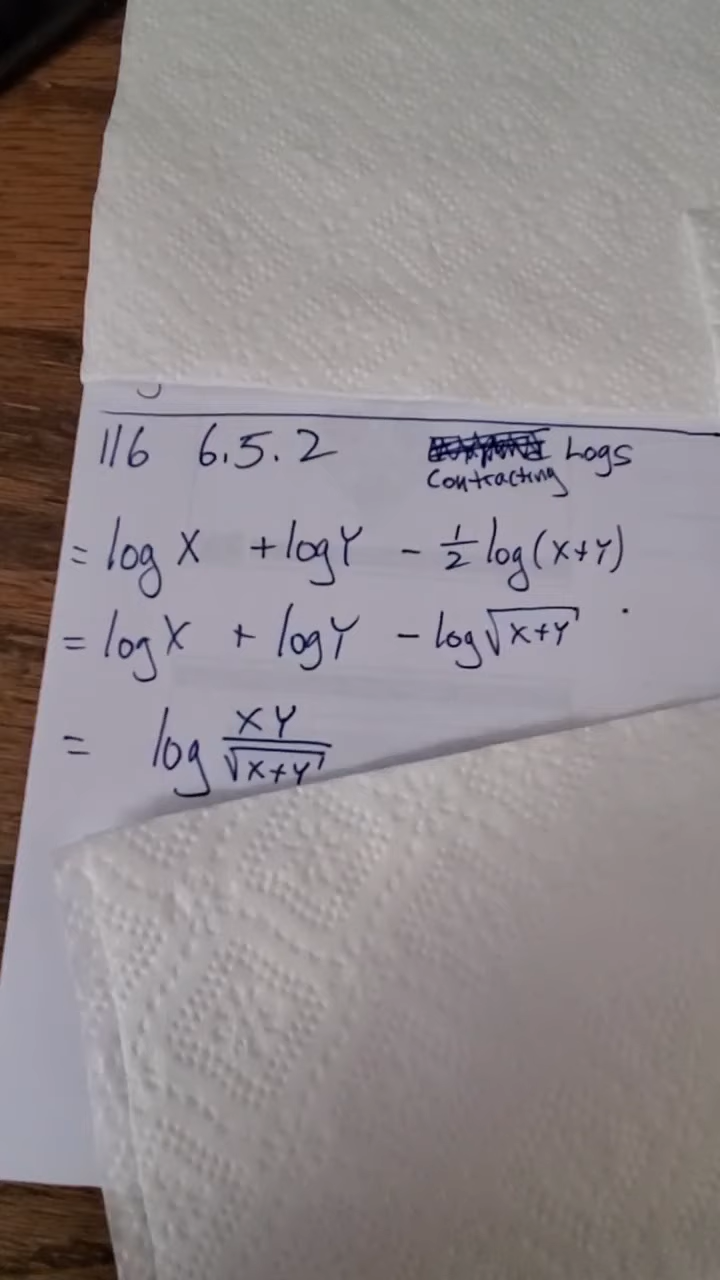 116 6.5.2 Logs
Contracting
= log X + log Y - 1/2 log(X+Y)
= log X + log Y - log √(X+Y)
= log XY/√(X+Y)